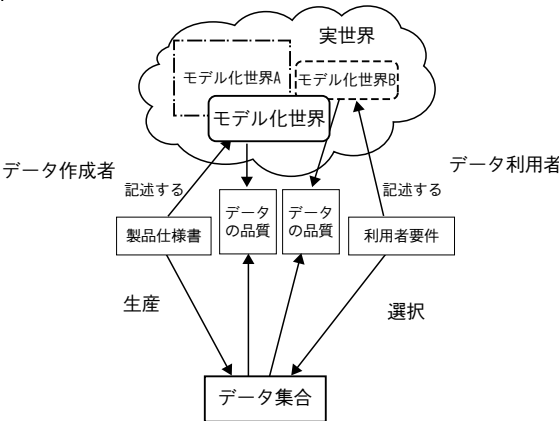 実世界
モデル化世界A
モデル化世界B
モデル化世界
データ作成者
データ利用者
記述する
記述する
データ
の品質
データ
の品質
製品仕様書
利用者要件
生産
選択
データ集合